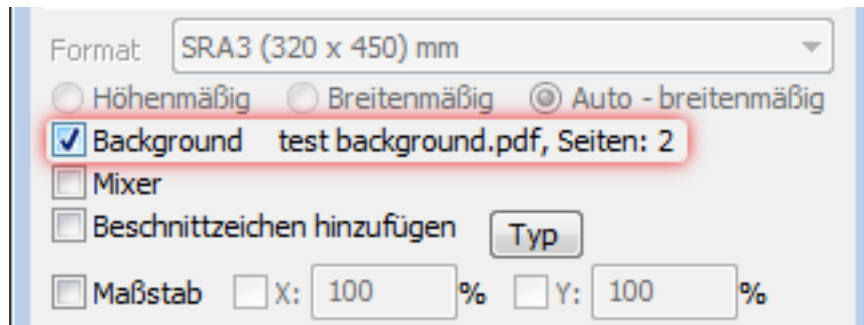 Format SRA3 (320 x 450) mm
Höhenmäßig Breitenmäßig Auto - breitenmäßig
Background test background.pdf, Seiten: 2
Mixer
Beschnittzeichen hinzufügen Typ
Maßstab X: 100 % Y: 100 %